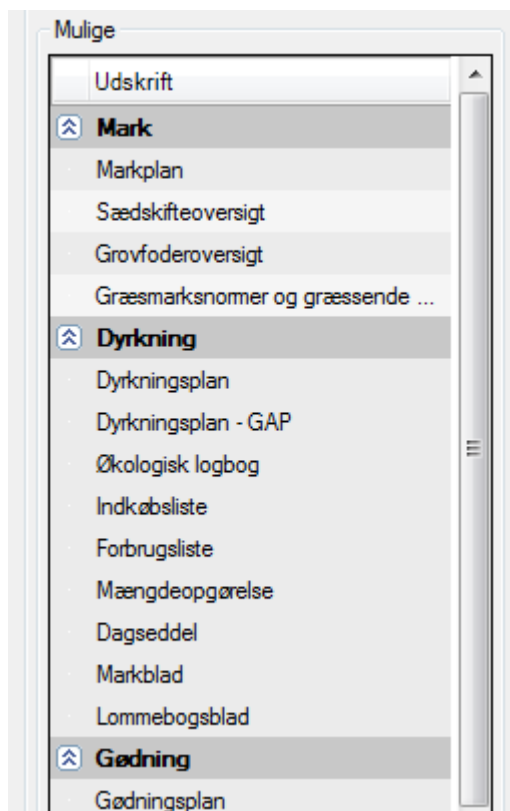 Mulige
Udskrift
Mark
Markplan
Sædskifteoversigt
Grovfoderoversigt
Græsmarksnormer og græssende ...
Dyrkning
Dyrkningsplan
Dyrkningsplan - GAP
Økologisk logbog
Indkøbsliste
Forbrugsliste
Mængdeopgørelse
Dagseddel
Markblad
Lommebogsblad
Gødning
Gødningsplan